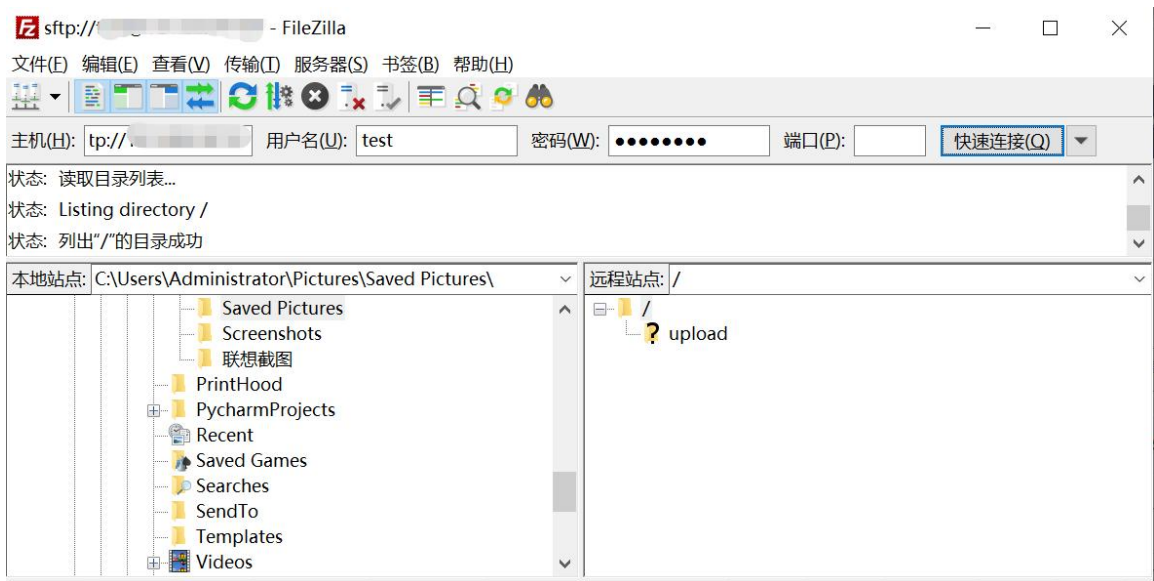 sftp:// - FileZilla
文件(F) 编辑(E) 查看(V) 传输(T) 服务器(S) 书签(B) 帮助(H)
主机(H): tp:// 用户名(U): test 密码(W): ●●●●●●●● 端口(P): 快速连接(Q)
状态: 读取目录列表...
状态: Listing directory /
状态: 列出“/”的目录成功
本地站点: C:\Users\Administrator\Pictures\Saved Pictures\
Saved Pictures
Screenshots
联想截图
PrintHood
PycharmProjects
Recent
Saved Games
Searches
SendTo
Templates
Videos
远程站点: /
/
? upload